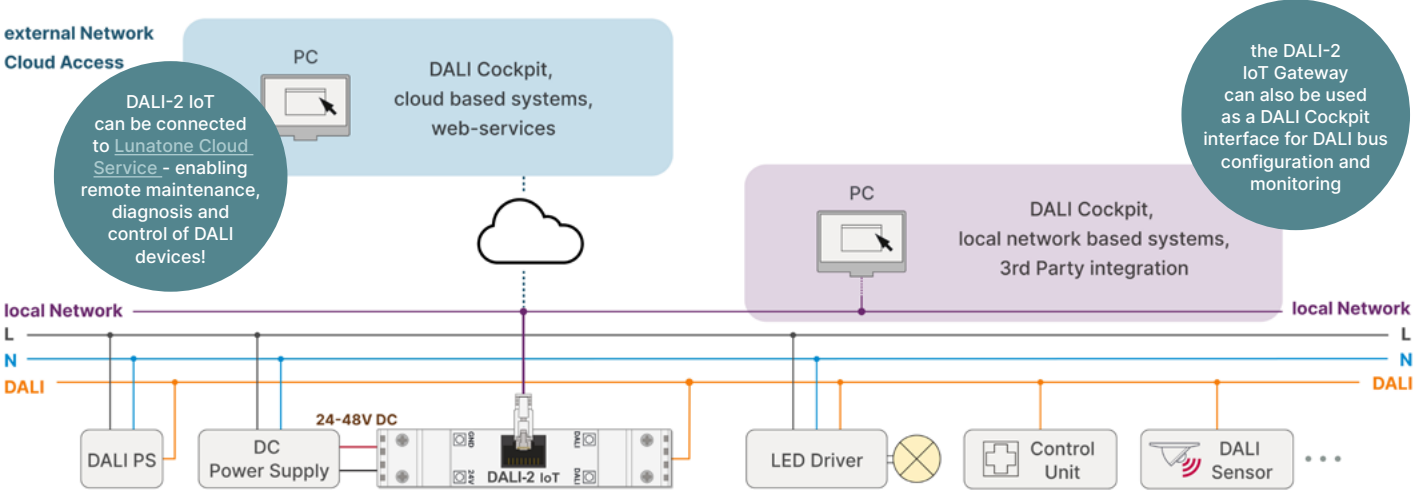 external Network
Cloud Access
DALI-2 IoT
can be connected
to Lunatone Cloud
Service - enabling
remote maintenance,
diagnosis and
control of DALI
devices!
PC
DALI Cockpit,
cloud based systems,
web-services
the DALI-2
IoT Gateway
can also be used
as a DALI Cockpit
interface for DALI bus
configuration and
monitoring
PC
DALI Cockpit,
local network based systems,
3rd Party integration
local Network
local Network
L
L
N
N
DALI
DALI
24-48V DC
DALI PS
DC
Power Supply
GND
24V
DALI
DALI
DALI-2 IoT
LED Driver
Control
Unit
DALI
Sensor
• • •